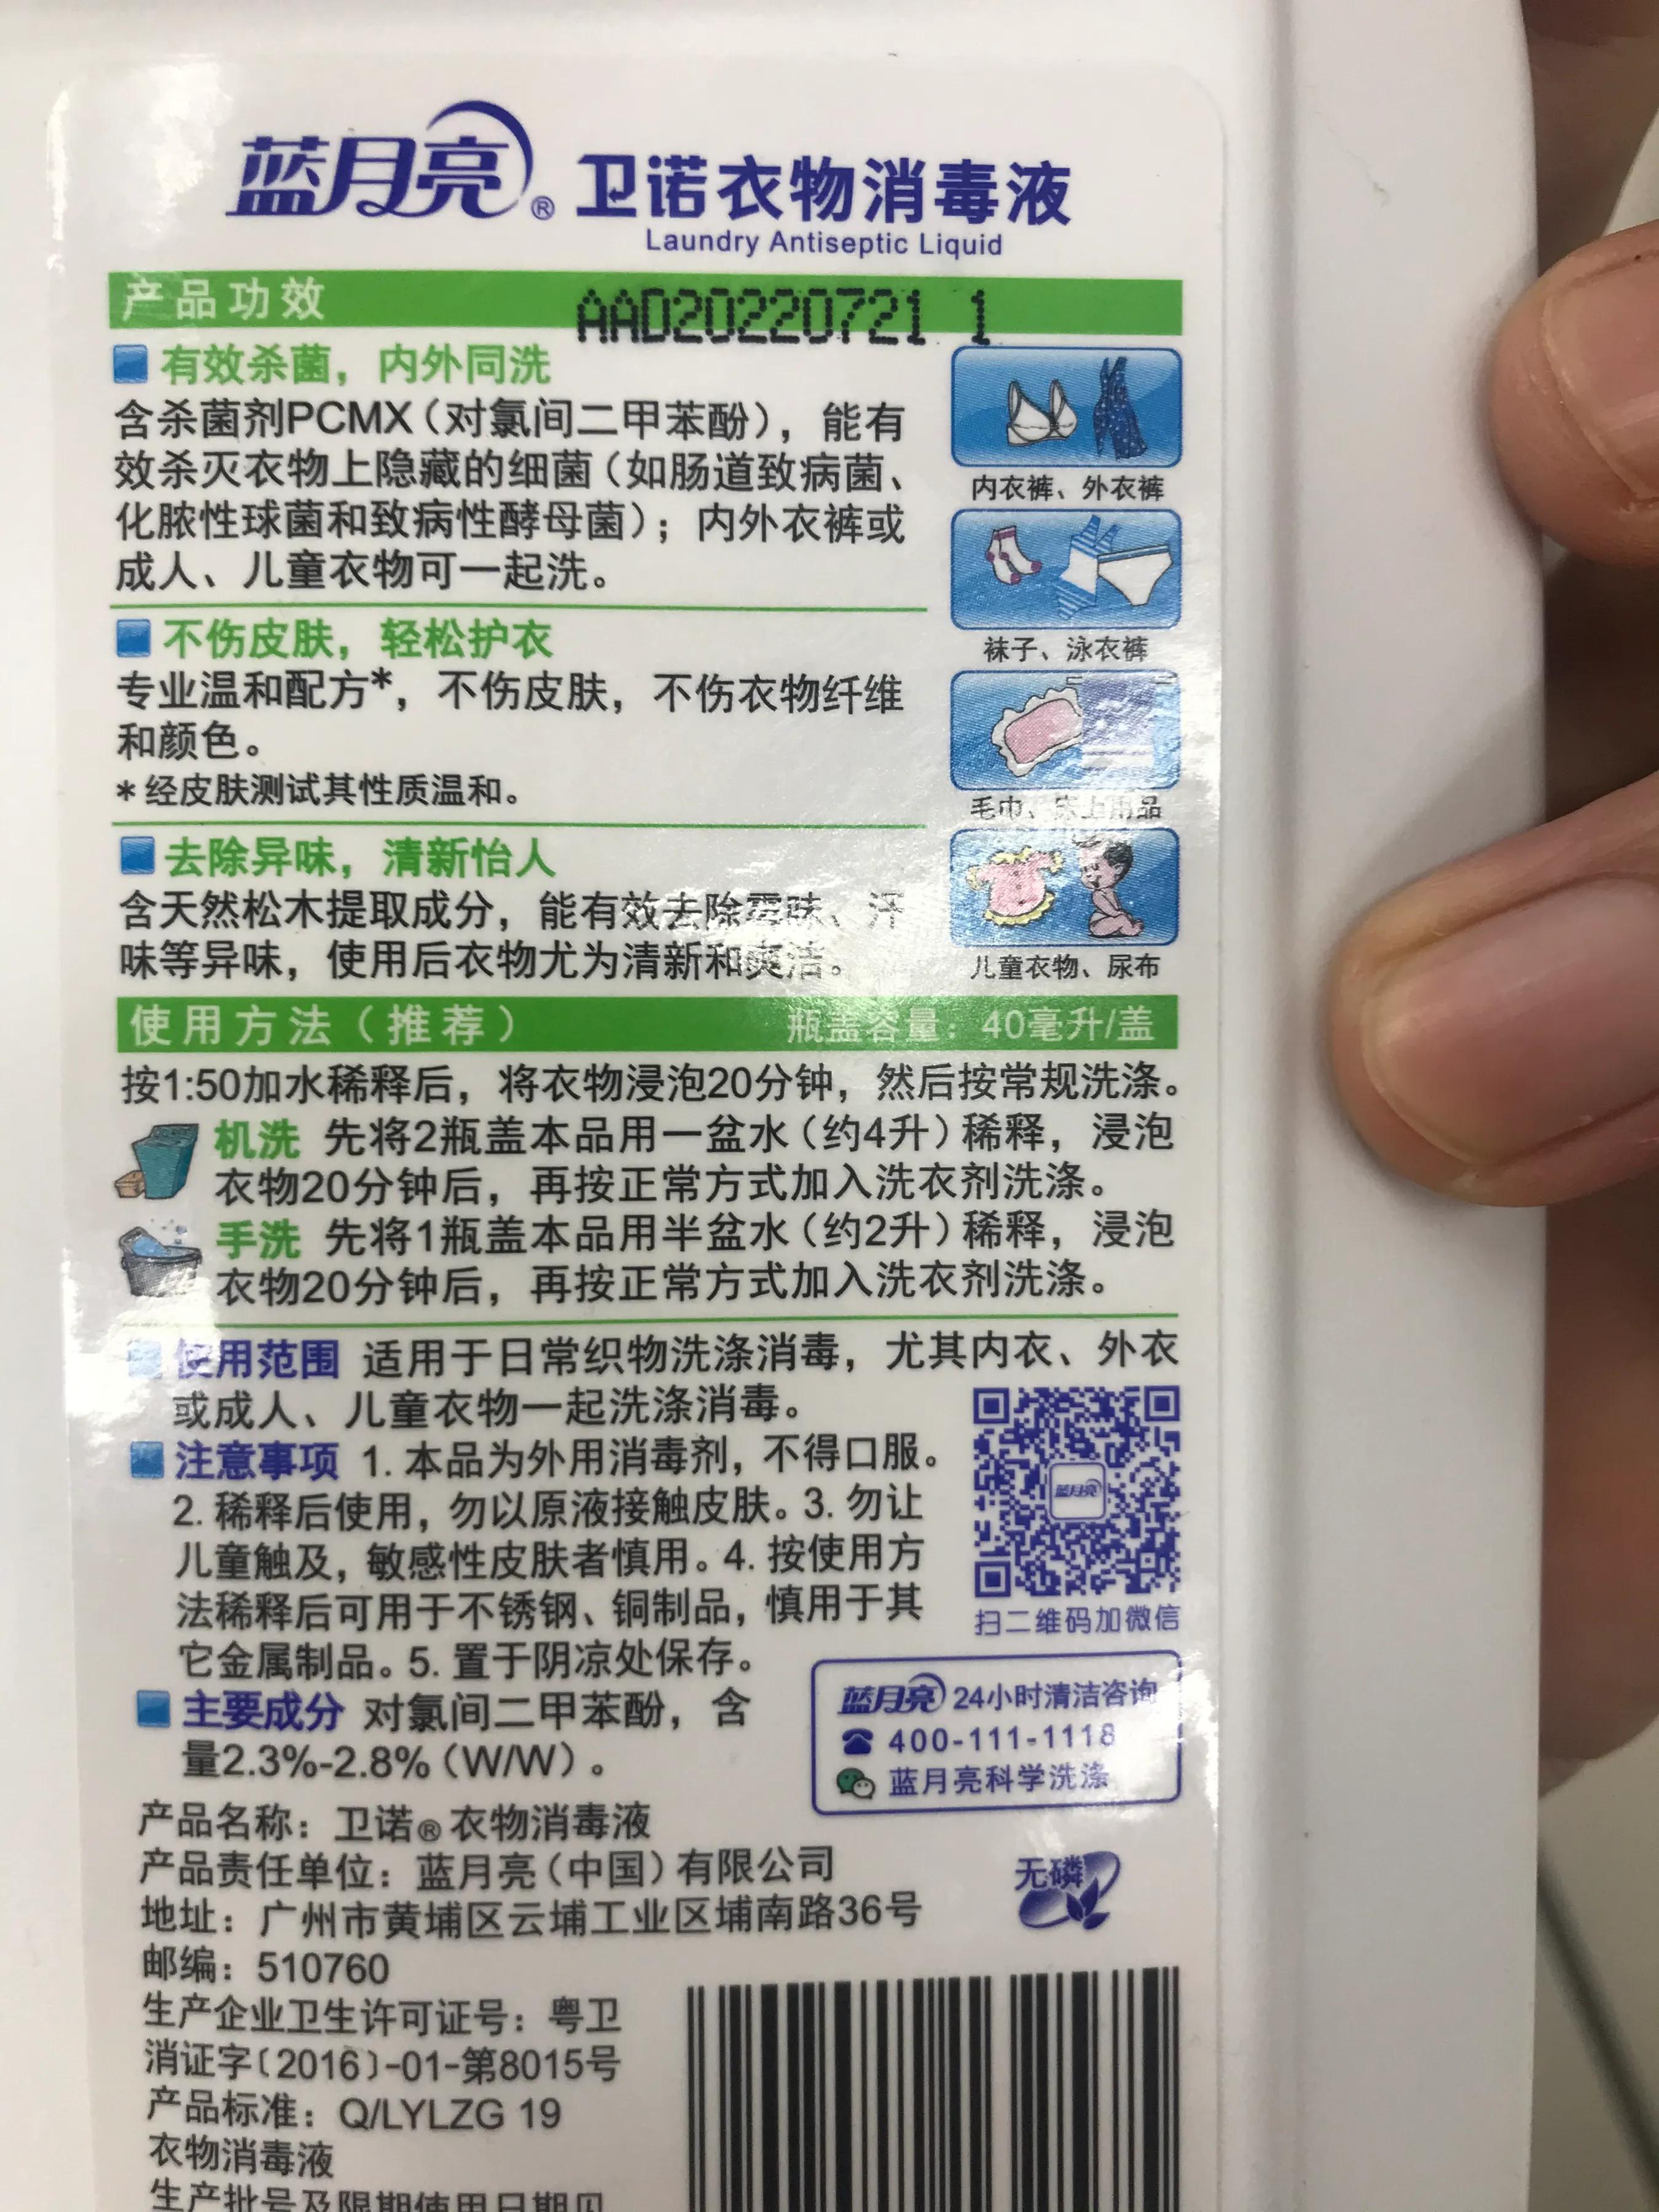 蓝月亮® 卫诺衣物消毒液
Laundry Antiseptic Liquid
产品功效
AAD20220721 1
有效杀菌，内外同洗
含杀菌剂PCMX（对氯间二甲苯酚），能有
效杀灭衣物上隐藏的细菌（如肠道致病菌、
化脓性球菌和致病性酵母菌）；内外衣裤或
成人、儿童衣物可一起洗。
内衣裤、外衣裤
袜子、泳衣裤
毛巾、床上用品
儿童衣物、尿布
不伤皮肤，轻松护衣
专业温和配方*，不伤皮肤，不伤衣物纤维
和颜色。
*经皮肤测试其性质温和。
去除异味，清新怡人
含天然松木提取成分，能有效去除霉味、汗
味等异味，使用后衣物尤为清新和爽洁。
使用方法（推荐） 瓶盖容量：40毫升/盖
按1:50加水稀释后，将衣物浸泡20分钟，然后按常规洗涤。
机洗 先将2瓶盖本品用一盆水（约4升）稀释，浸泡
衣物20分钟后，再按正常方式加入洗衣剂洗涤。
手洗 先将1瓶盖本品用半盆水（约2升）稀释，浸泡
衣物20分钟后，再按正常方式加入洗衣剂洗涤。
使用范围 适用于日常织物洗涤消毒，尤其内衣、外衣
或成人、儿童衣物一起洗涤消毒。
注意事项 1. 本品为外用消毒剂，不得口服。
2. 稀释后使用，勿以原液接触皮肤。3. 勿让
儿童触及，敏感性皮肤者慎用。4. 按使用方
法稀释后可用于不锈钢、铜制品，慎用于其
它金属制品。5. 置于阴凉处保存。
蓝月亮
扫二维码加微信
主要成分 对氯间二甲苯酚，含
量2.3%-2.8%（W/W）。
蓝月亮 24小时清洁咨询
400-111-1118
蓝月亮科学洗涤
产品名称：卫诺® 衣物消毒液
产品责任单位：蓝月亮（中国）有限公司
地址：广州市黄埔区云埔工业区埔南路36号
邮编：510760
无磷
生产企业卫生许可证号：粤卫
消证字〔2016〕-01-第8015号
产品标准：Q/LYLZG 19
衣物消毒液
生产批号及限期使用日期见